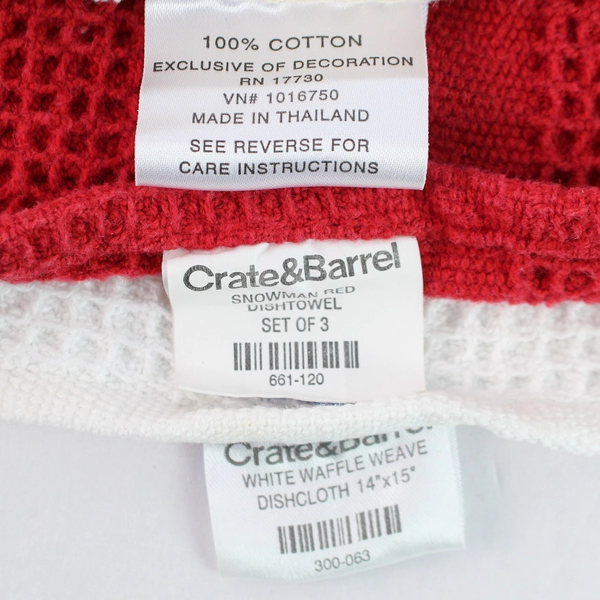 100% COTTON
EXCLUSIVE OF DECORATION
RN 17730
VN# 1016750
MADE IN THAILAND
SEE REVERSE FOR
CARE INSTRUCTIONS
Crate&Barrel
SNOWMAN RED
DISHTOWEL
SET OF 3
661-120
Crate&Barrel
WHITE WAFFLE WEAVE
DISHCLOTH 14"x15"
300-063